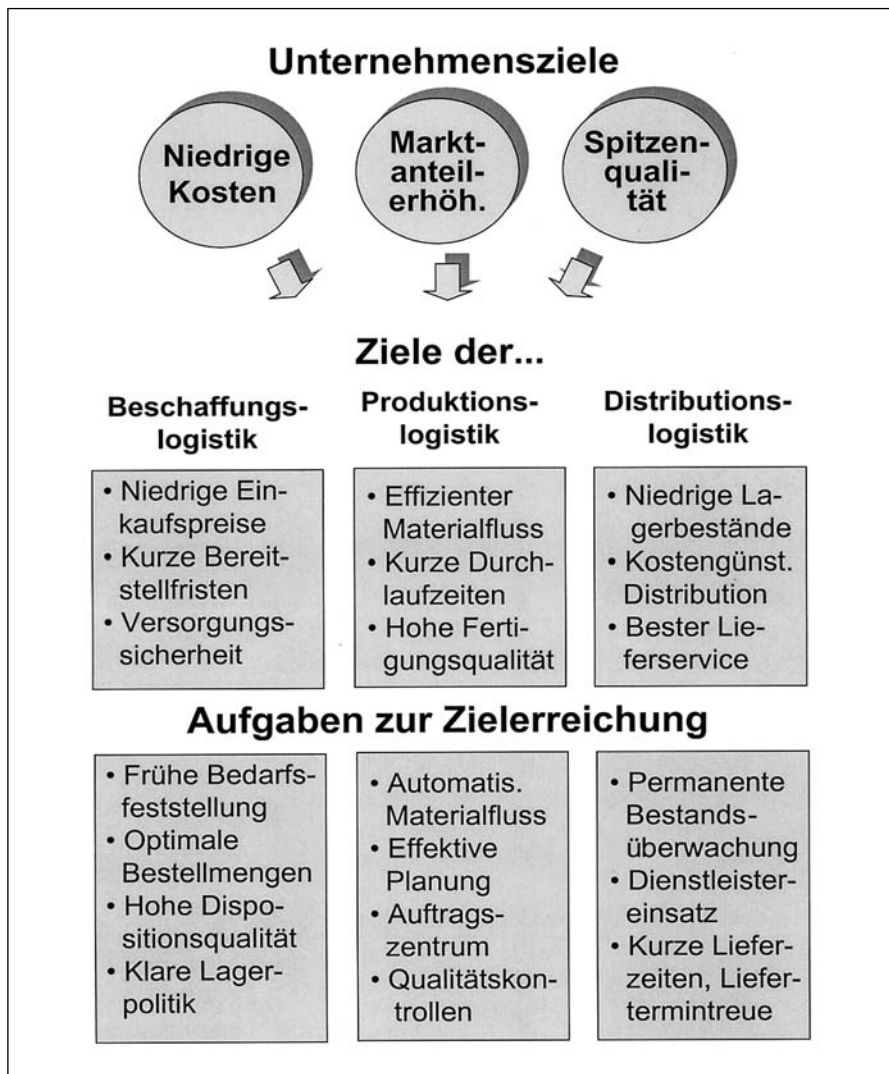 Unternehmensziele
Niedrige
Kosten
Markt-
anteil-
erhöh.
Spitzen-
quali-
tät
Ziele der...
Beschaffungs-
logistik
Produktions-
logistik
Distributions-
logistik
• Niedrige Ein-
kaufspreise
• Kurze Bereit-
stellfristen
• Versorgungs-
sicherheit
• Effizienter
Materialfluss
• Kurze Durch-
laufzeiten
• Hohe Ferti-
gungsqualität
• Niedrige La-
gerbestände
• Kostengünst.
Distribution
• Bester Lie-
ferservice
Aufgaben zur Zielerreichung
• Frühe Bedarfs-
feststellung
• Optimale
Bestellmengen
• Hohe Dispo-
sitionsqualität
• Klare Lager-
politik
• Automatis.
Materialfluss
• Effektive
Planung
• Auftrags-
zentrum
• Qualitätskon-
trollen
• Permanente
Bestands-
überwachung
• Dienstleister-
einsatz
• Kurze Liefer-
zeiten, Liefer-
termintreue